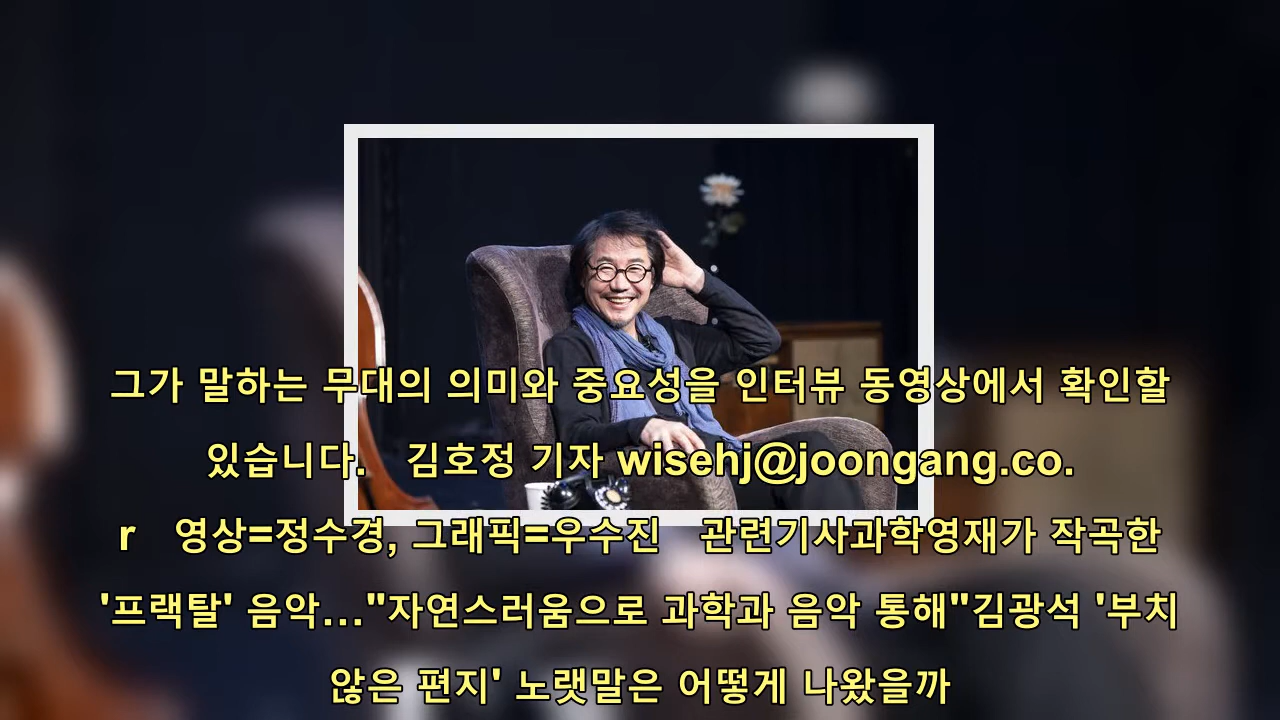 그가 말하는 무대의 의미와 중요성을 인터뷰 동영상에서 확인할
있습니다. 김호정 기자 wisehj@joongang.co.
r 영상=정수경, 그래픽=우수진 관련기사과학영재가 작곡한
'프랙탈' 음악…"자연스러움으로 과학과 음악 통해"김광석 '부치
않은 편지' 노랫말은 어떻게 나왔을까